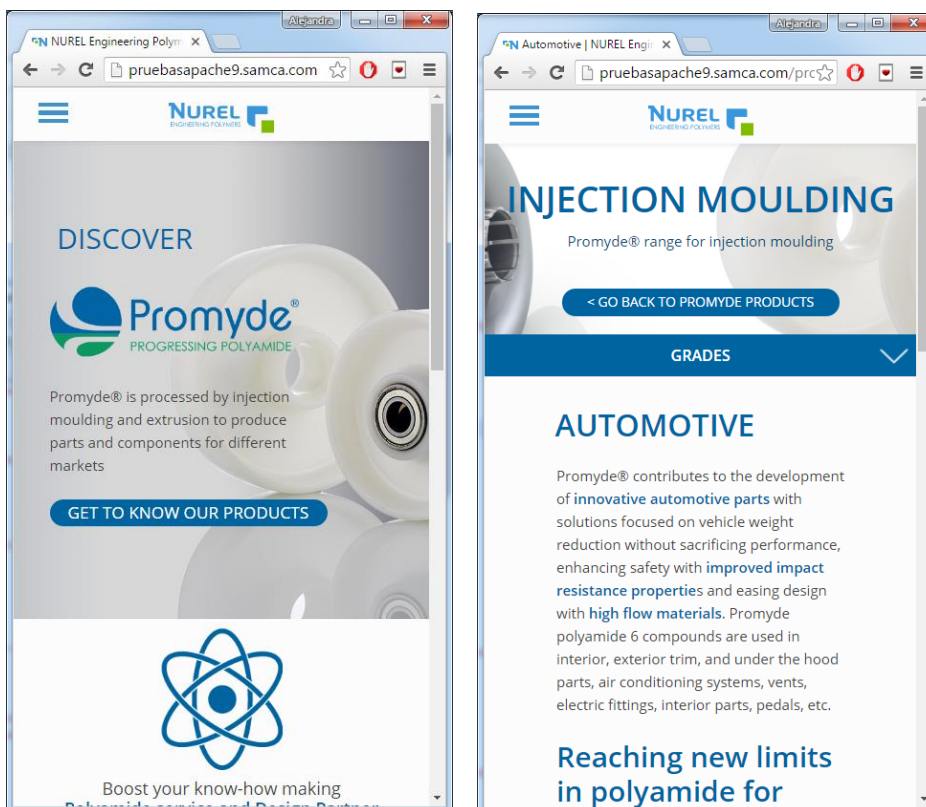 Alejandra
NUREL Engineering Polym
pruebasapache9.samca.com
NUREL
ENGINEERING POLYMERS
DISCOVER
Promyde®
PROGRESSING POLYAMIDE
Promyde® is processed by injection
moulding and extrusion to produce
parts and components for different
markets
GET TO KNOW OUR PRODUCTS
Boost your know-how making
Polyamide service and Design Partner
Alejandra
Automotive | NUREL Engin
pruebasapache9.samca.com/prc
NUREL
ENGINEERING POLYMERS
INJECTION MOULDING
Promyde® range for injection moulding
< GO BACK TO PROMYDE PRODUCTS
GRADES
AUTOMOTIVE
Promyde® contributes to the development
of innovative automotive parts with
solutions focused on vehicle weight
reduction without sacrificing performance,
enhancing safety with improved impact
resistance properties and easing design
with high flow materials. Promyde
polyamide 6 compounds are used in
interior, exterior trim, and under the hood
parts, air conditioning systems, vents,
electric fittings, interior parts, pedals, etc.
Reaching new limits
in polyamide for